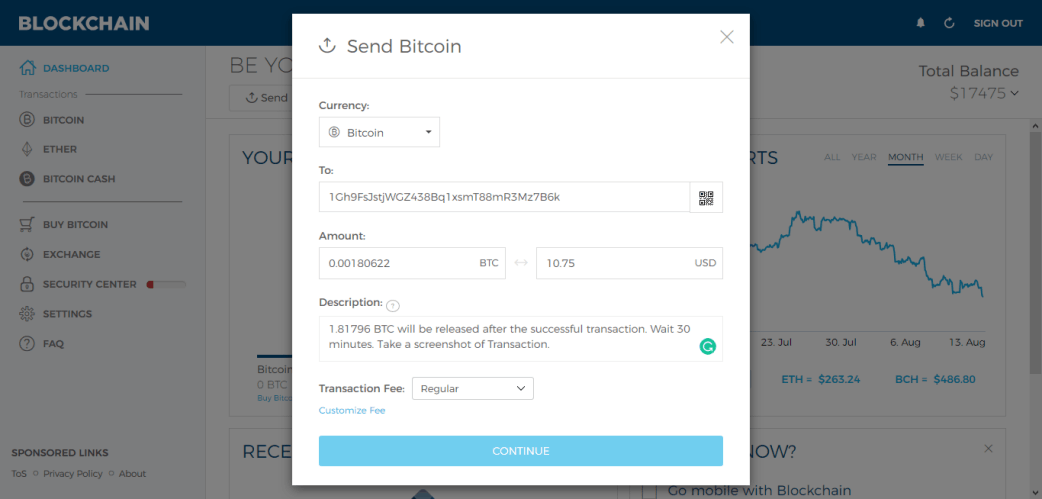 BLOCKCHAIN
SIGN OUT
DASHBOARD
Transactions
BITCOIN
ETHER
BITCOIN CASH
BUY BITCOIN
EXCHANGE
SECURITY CENTER
SETTINGS
FAQ
SPONSORED LINKS
ToS Privacy Policy About
BE YO
Send
Total Balance
$17475
YOUR
Bitcoin
0 BTC
Buy Bitco
RECE
Send Bitcoin
Currency:
Bitcoin
To:
1Gh9FsJstjWGZ438Bq1xsmT88mR3Mz7B6k
Amount:
0.00180622 BTC
10.75 USD
Description: ?
1.81796 BTC will be released after the successful transaction. Wait 30
minutes. Take a screenshot of Transaction.
Transaction Fee: Regular
Customize Fee
CONTINUE
RTS
ALL YEAR MONTH WEEK DAY
23. Jul 30. Jul 6. Aug 13. Aug
ETH = $263.24 BCH = $486.80
NOW?
Go mobile with Blockchain